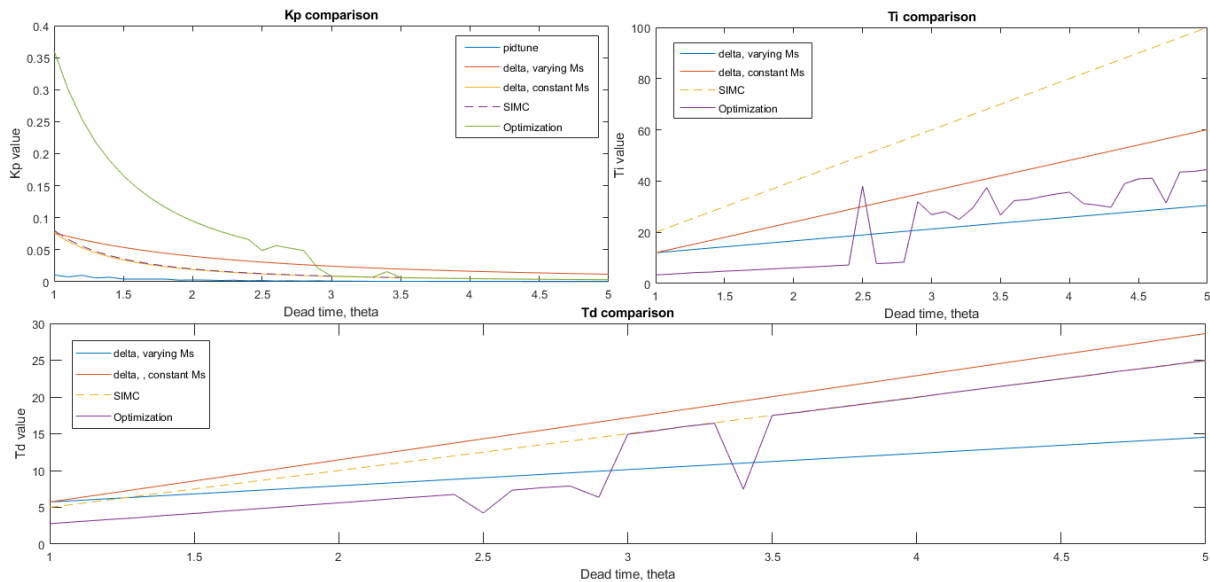 Kp comparison
Kp value
0.4
0.35
0.3
0.25
0.2
0.15
0.1
0.05
0
pidtune
delta, varying Ms
delta, constant Ms
SIMC
Optimization
1 1.5 2 2.5 3 3.5 4 4.5 5
Dead time, theta
Ti comparison
Ti value
100
80
60
40
20
0
delta, varying Ms
delta, constant Ms
SIMC
Optimization
1 1.5 2 2.5 3 3.5 4 4.5 5
Dead time, theta
Td comparison
Td value
30
25
20
15
10
5
0
delta, varying Ms
delta, , constant Ms
SIMC
Optimization
1 1.5 2 2.5 3 3.5 4 4.5 5
Dead time, theta